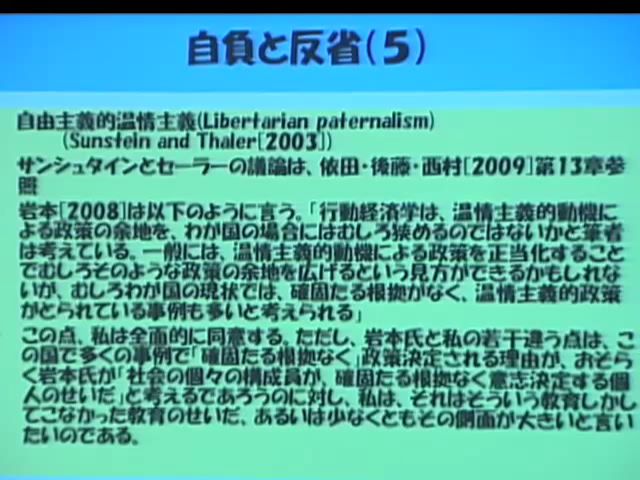 自負と反省(5)
自由主義的温情主義(Libertarian paternalism)
(Sunstein and Thaler[2003])
サンシュタインとセーラーの議論は、依田・後藤・西村[2009]第13章参
照
岩本[2008]は以下のように言う。「行動経済学は、温情主義的動機に
よる政策の余地を、わが国の場合にはむしろ狭めるのではないかと筆者
は考えている。一般には、温情主義的動機による政策を正当化すること
でむしろそのような政策の余地を広げるという見方ができるかもしれな
いが、むしろわが国の現状では、確固たる根拠がなく、温情主義的政策
がとられている事例も多いと考えられる」
この点、私は全面的に同意する。ただし、岩本氏と私の若干違う点は、こ
の国で多くの事例で「確固たる根拠なく」政策決定される理由が、おそら
く岩本氏が「社会の個々の構成員が、確固たる根拠なく意志決定する個
人のせいだ」と考えるであろうのに対し、私は、それはそういう教育しかし
てこなかった教育のせいだ、あるいは少なくともその側面が大きいと言い
たいのである。